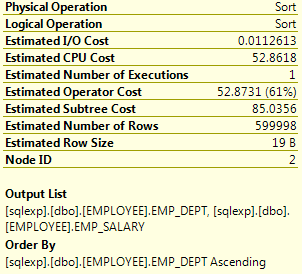 Physical Operation Sort
Logical Operation Sort
Estimated I/O Cost 0.0112613
Estimated CPU Cost 52.8618
Estimated Number of Executions 1
Estimated Operator Cost 52.8731 (61%)
Estimated Subtree Cost 85.0356
Estimated Number of Rows 599998
Estimated Row Size 19 B
Node ID 2
Output List
[sqlexp].[dbo].[EMPLOYEE].EMP_DEPT, [sqlexp].[dbo].
[EMPLOYEE].EMP_SALARY
Order By
[sqlexp].[dbo].[EMPLOYEE].EMP_DEPT Ascending